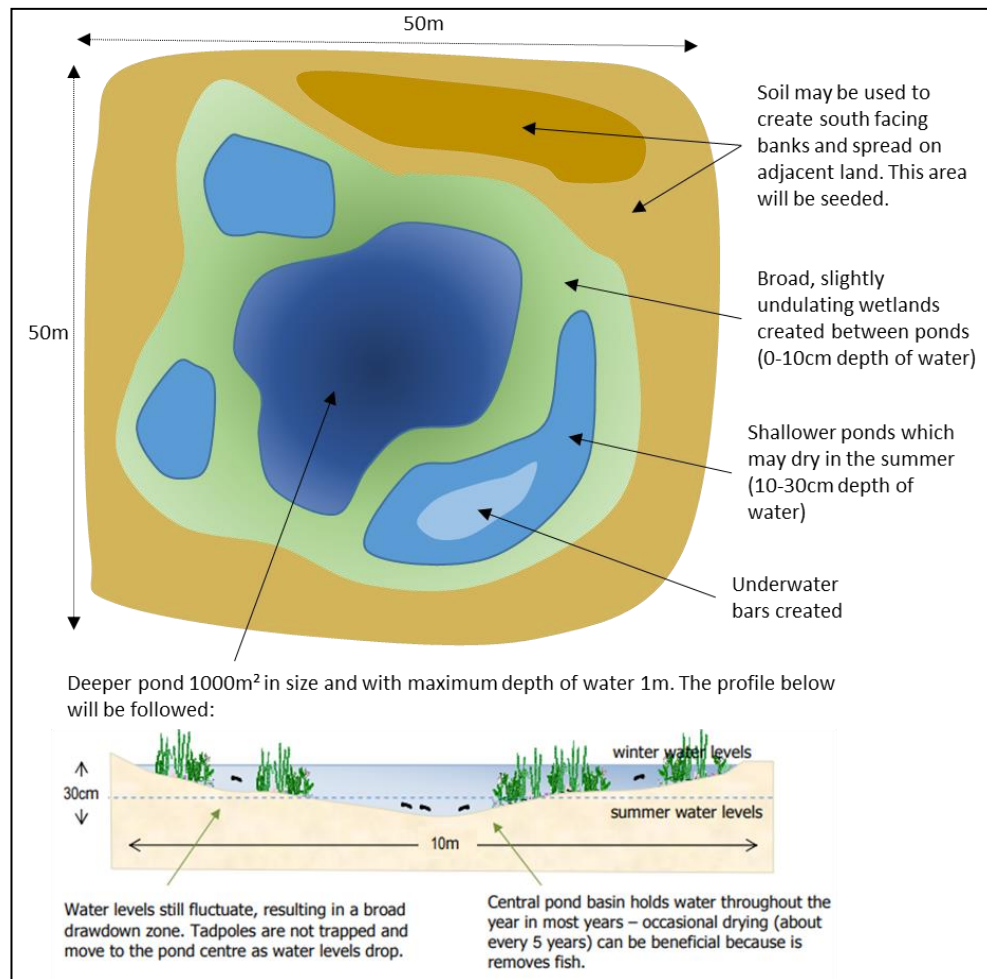 50m
50m
Soil may be used to
create south facing
banks and spread on
adjacent land. This area
will be seeded.
Broad, slightly
undulating wetlands
created between ponds
(0-10cm depth of water)
Shallower ponds which
may dry in the summer
(10-30cm depth of
water)
Underwater
bars created
Deeper pond 1000m² in size and with maximum depth of water 1m. The profile below
will be followed:
winter water levels
30cm
summer water levels
10m
Water levels still fluctuate, resulting in a broad
drawdown zone. Tadpoles are not trapped and
move to the pond centre as water levels drop.
Central pond basin holds water throughout the
year in most years – occasional drying (about
every 5 years) can be beneficial because is
removes fish.